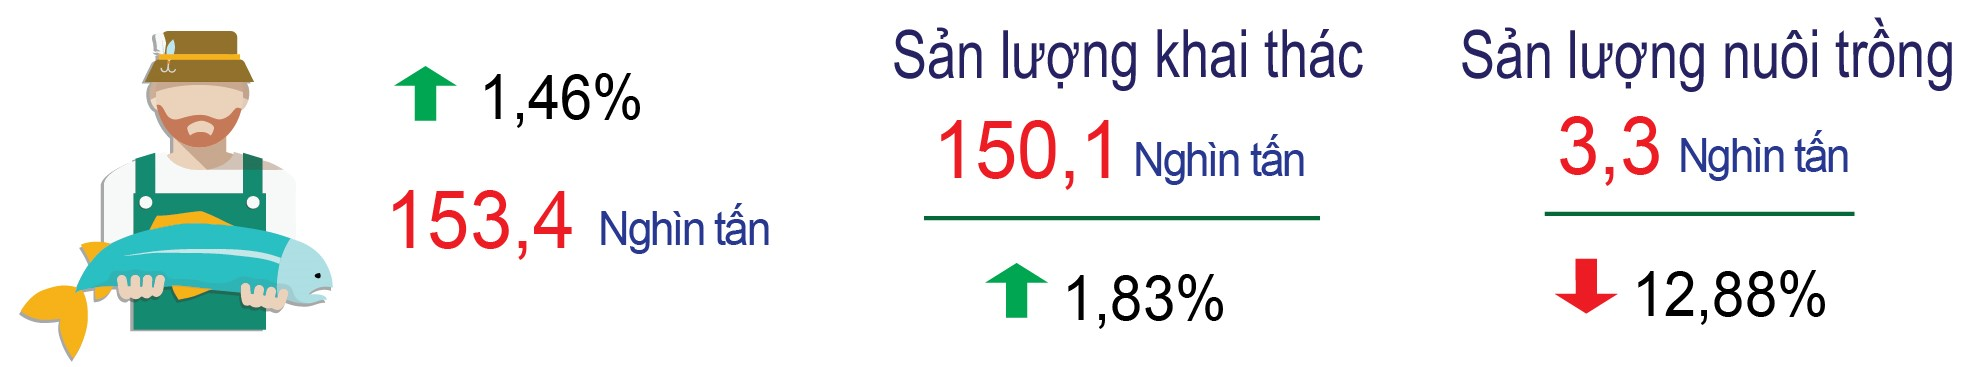 1,46%
153,4 Nghìn tấn
Sản lượng khai thác
150,1 Nghìn tấn
1,83%
Sản lượng nuôi trồng
3,3 Nghìn tấn
12,88%